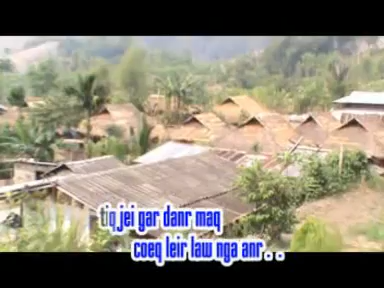 tiq jei gar danr maq
coeq leir law nga anr . .